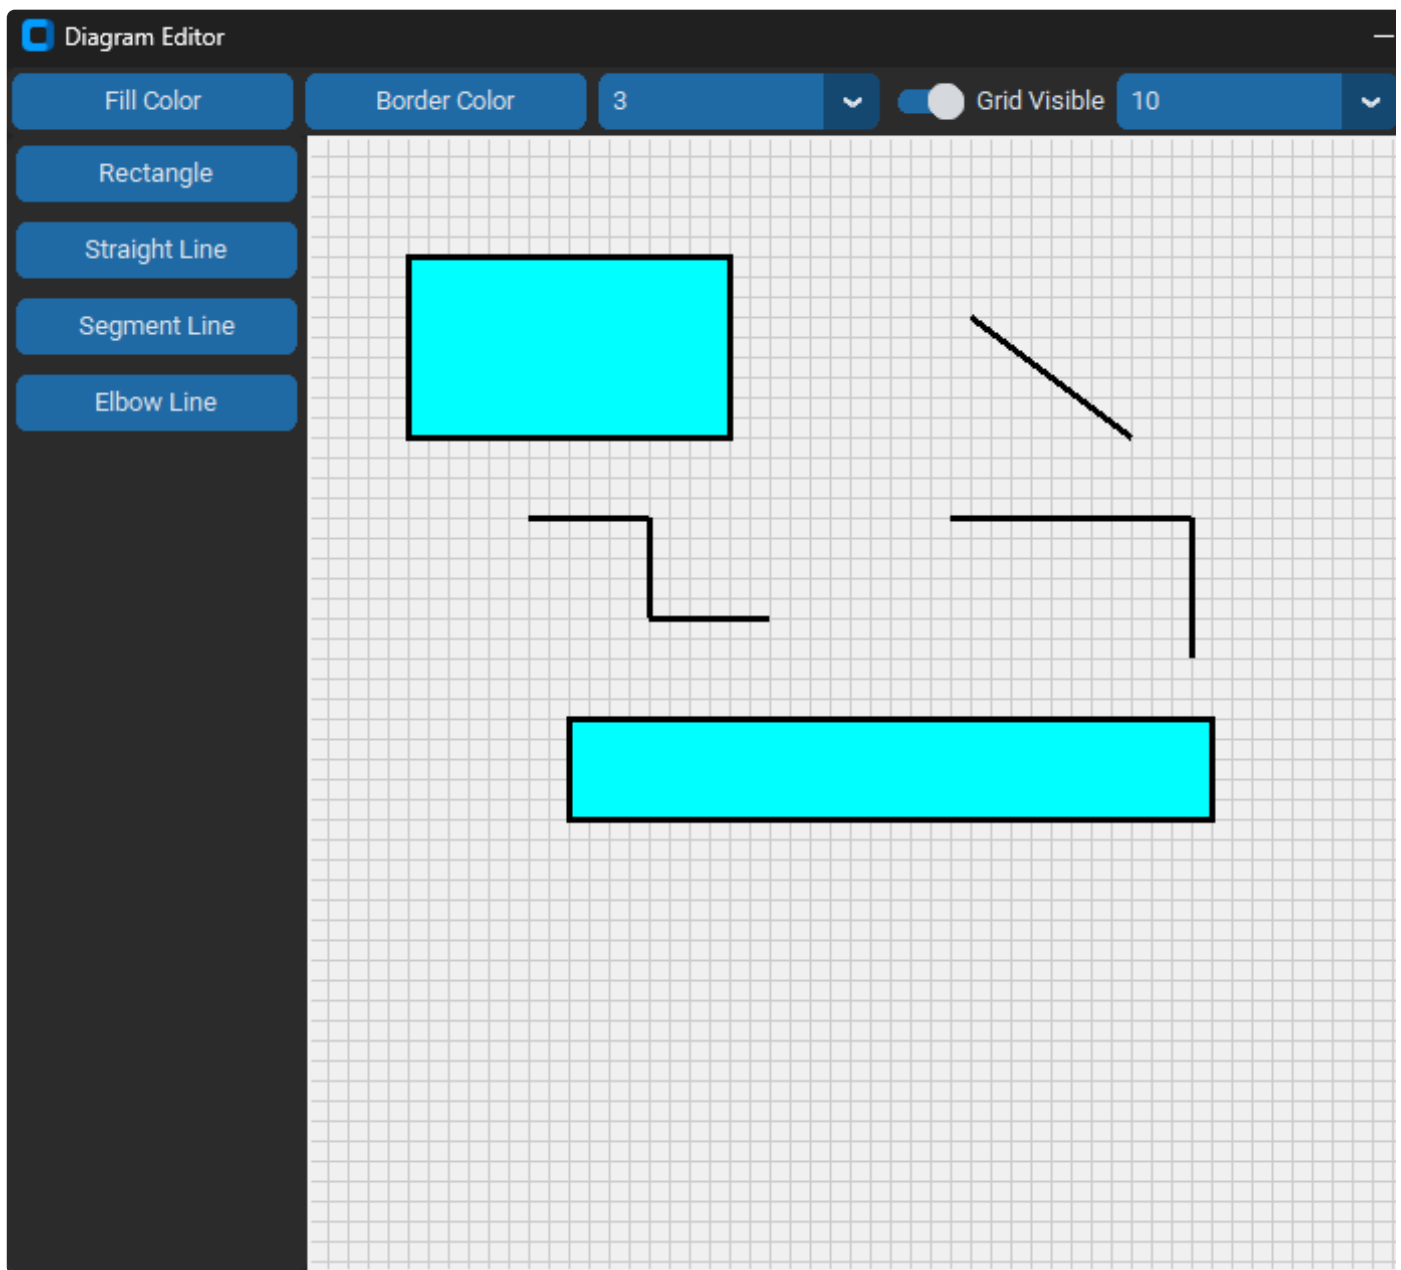 Diagram Editor
Fill Color Border Color 3 Grid Visible 10
Rectangle
Straight Line
Segment Line
Elbow Line